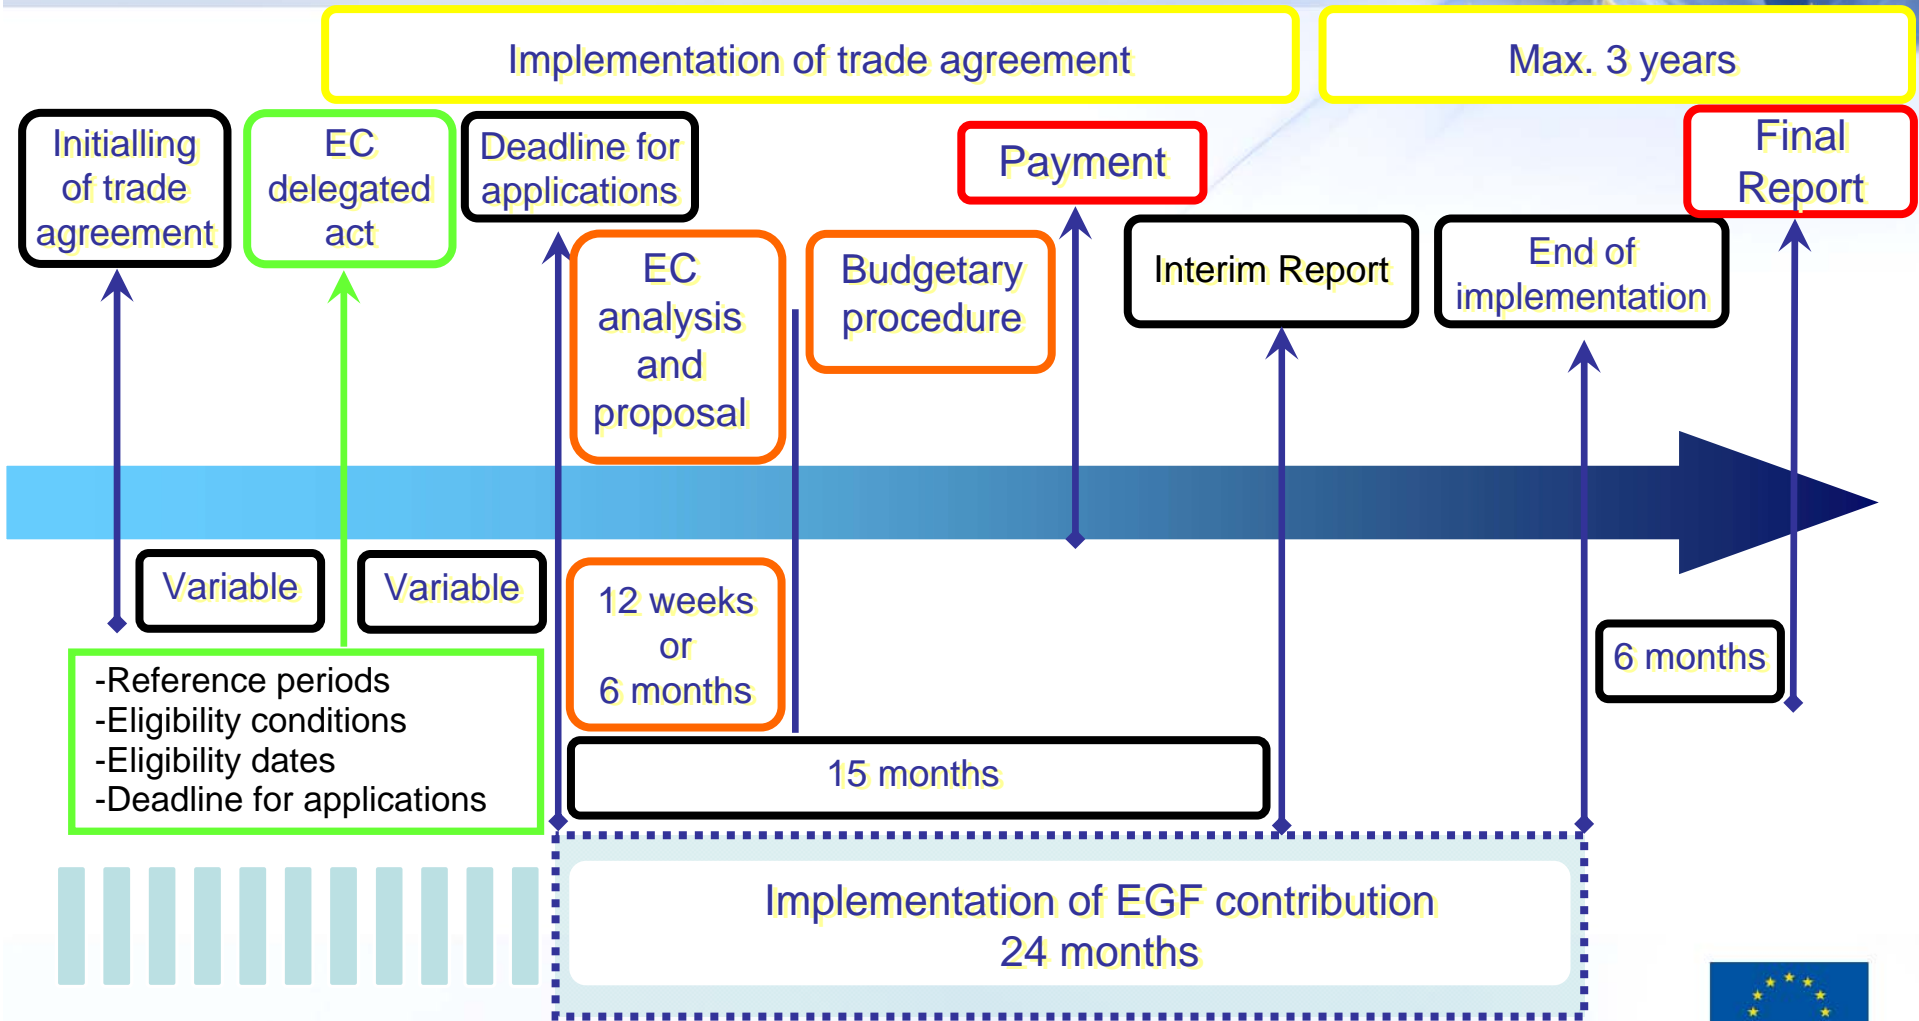 Implementation of trade agreement
Max. 3 years
Initialling
of trade
agreement
EC
delegated
act
Deadline for
applications
EC
analysis
and
proposal
Budgetary
procedure
Payment
Interim Report
End of
implementation
Final
Report
Variable
Variable
12 weeks
or
6 months
6 months
-Reference periods
-Eligibility conditions
-Eligibility dates
-Deadline for applications
15 months
Implementation of EGF contribution
24 months